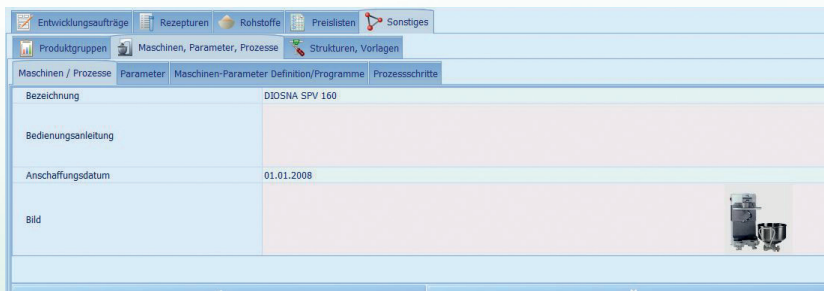 Entwicklungsaufträge Rezepturen Rohstoffe Preislisten Sonstiges
Produktgruppen Maschinen, Parameter, Prozesse Strukturen, Vorlagen
Maschinen / Prozesse Parameter Maschinen-Parameter Definition/Programme Prozessschritte
Bezeichnung DIOSNA SPV 160
Bedienungsanleitung
Anschaffungsdatum 01.01.2008
Bild